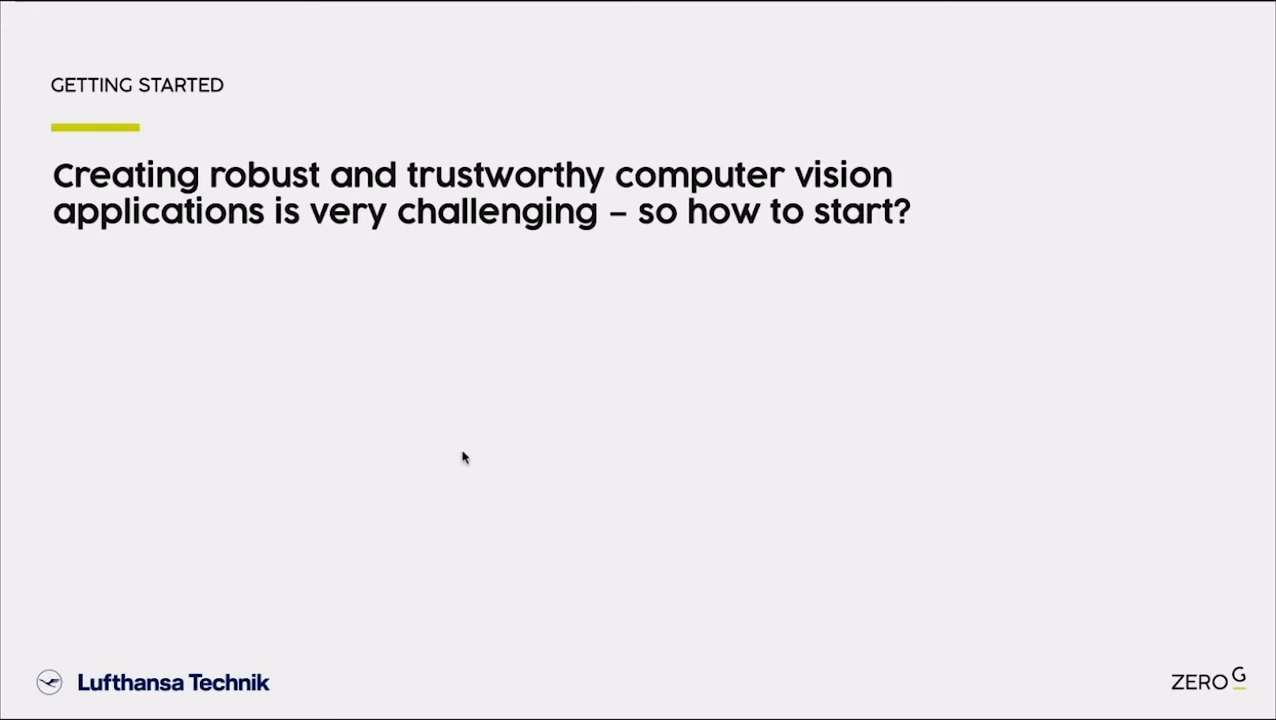 GETTING STARTED
Creating robust and trustworthy computer vision
applications is very challenging – so how to start?
Lufthansa Technik
ZERO G